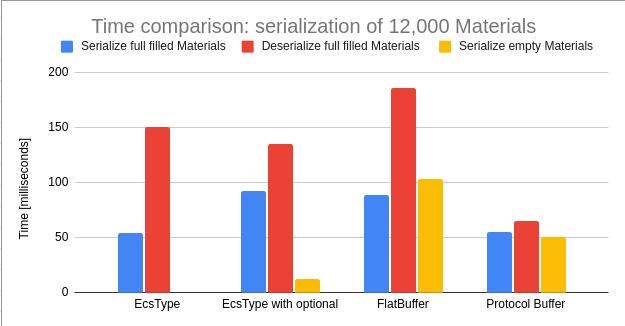 Time comparison: serialization of 12,000 Materials
Serialize full filled Materials Deserialize full filled Materials Serialize empty Materials
Time [milliseconds]
200
150
100
50
0
EcsType EcsType with optional FlatBuffer Protocol Buffer